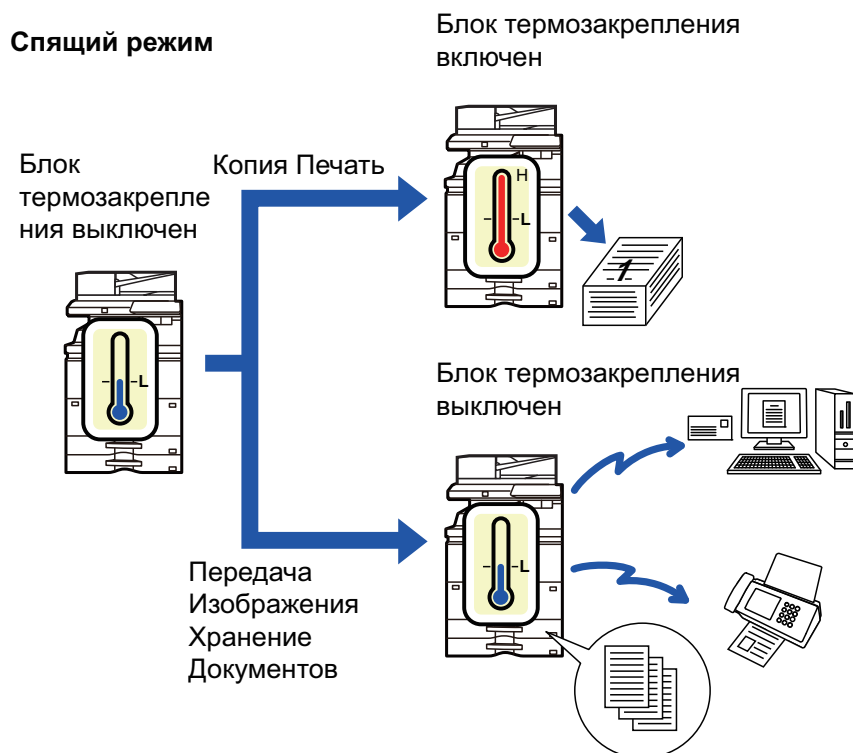 Спящий режим
Блок термозакрепления
включен
Блок
термозакрепле
ния выключен
Копия Печать
H
L
1
L
Блок термозакрепления
выключен
L
Передача
Изображения
Хранение
Документов